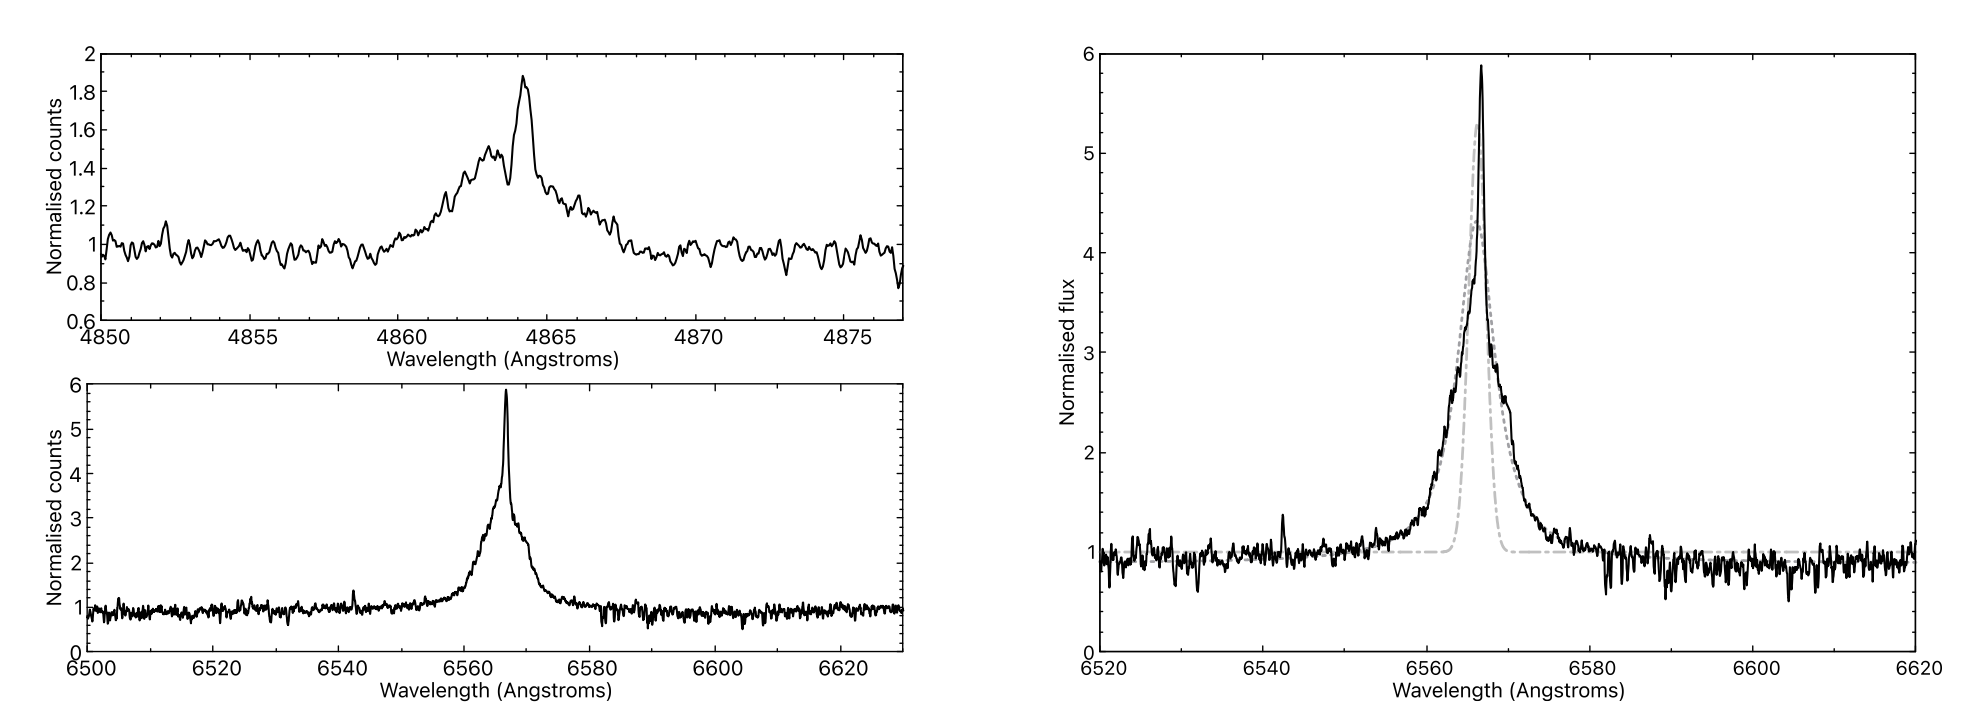 2
1.8
1.6
1.4
1.2
1
0.8
0.6
Normalised counts
4850 4855 4860 4865 4870 4875
Wavelength (Angstroms)
6
5
4
3
2
1
0
Normalised counts
6500 6520 6540 6560 6580 6600 6620
Wavelength (Angstroms)
6
5
4
3
2
1
0
Normalised flux
6520 6540 6560 6580 6600 6620
Wavelength (Angstroms)